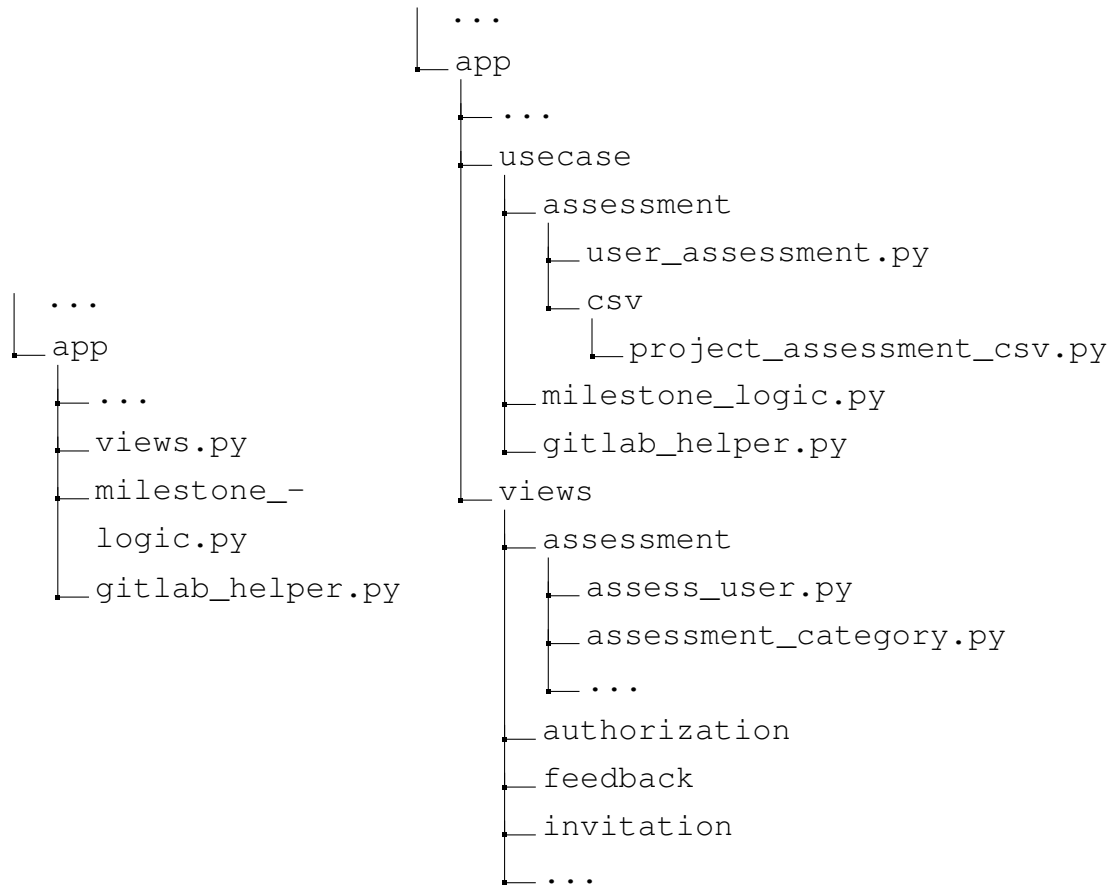 ...
app
...
views.py
milestone_-
logic.py
gitlab_helper.py
...
app
...
usecase
assessment
user_assessment.py
csv
project_assessment_csv.py
milestone_logic.py
gitlab_helper.py
views
assessment
assess_user.py
assessment_category.py
...
authorization
feedback
invitation
...